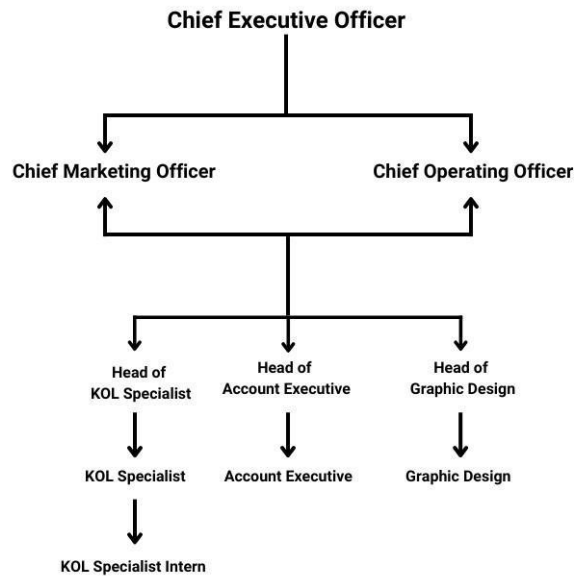 Chief Executive Officer
Chief Marketing Officer
Chief Operating Officer
Head of
KOL Specialist
Head of
Account Executive
Head of
Graphic Design
KOL Specialist
Account Executive
Graphic Design
KOL Specialist Intern